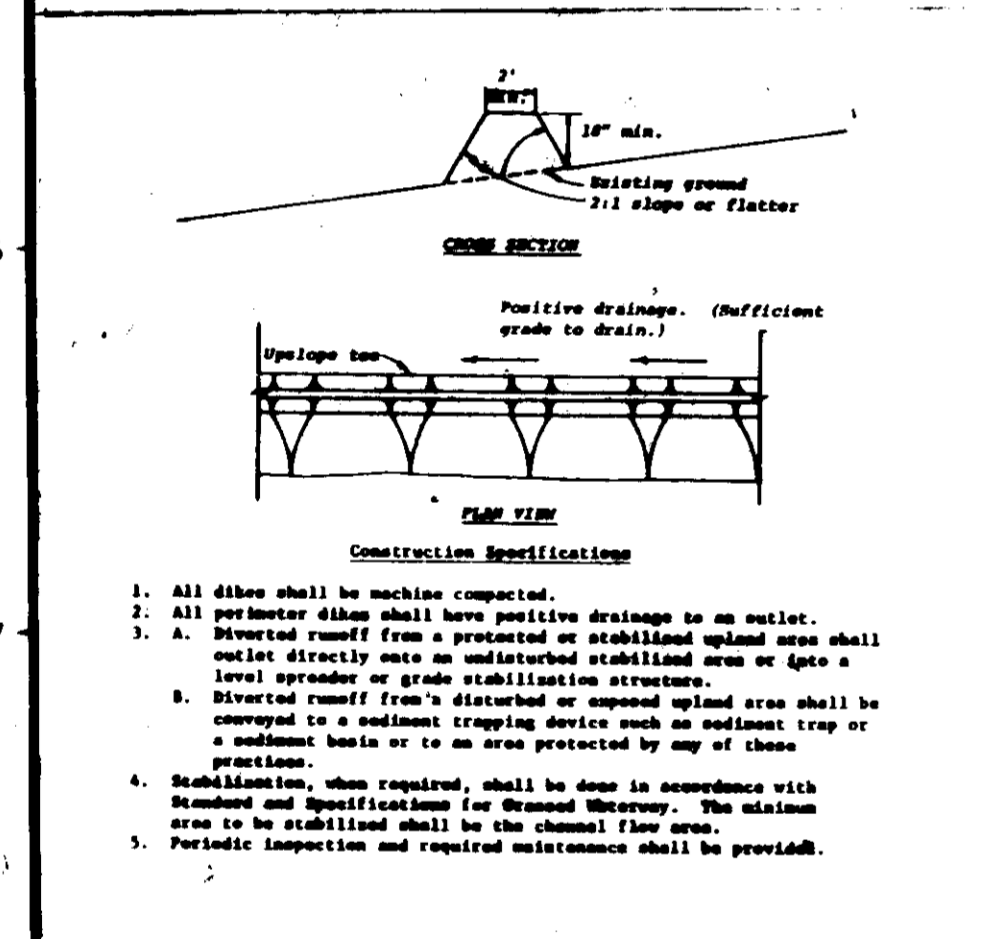 2'
MIN.
18" min.
Existing ground
2:1 slope or flatter
CROSS SECTION
Positive drainage. (Sufficient
grade to drain.)
Upslope toe
PLAN VIEW
Construction Specifications
1. All dikes shall be machine compacted.
2. All perimeter dikes shall have positive drainage to an outlet.
3. A. Diverted runoff from a protected or stabilized upland area shall
outlet directly onto an undisturbed stabilized area or into a
level spreader or grade stabilization structure.
B. Diverted runoff from a disturbed or exposed upland area shall be
conveyed to a sediment trapping device such as sediment trap or
a sediment basin or to an area protected by any of these
practices.
4. Stabilization, when required, shall be done in accordance with
Standard and Specifications for Grassed Waterway. The minimum
area to be stabilized shall be the channel flow area.
5. Periodic inspection and required maintenance shall be provided.